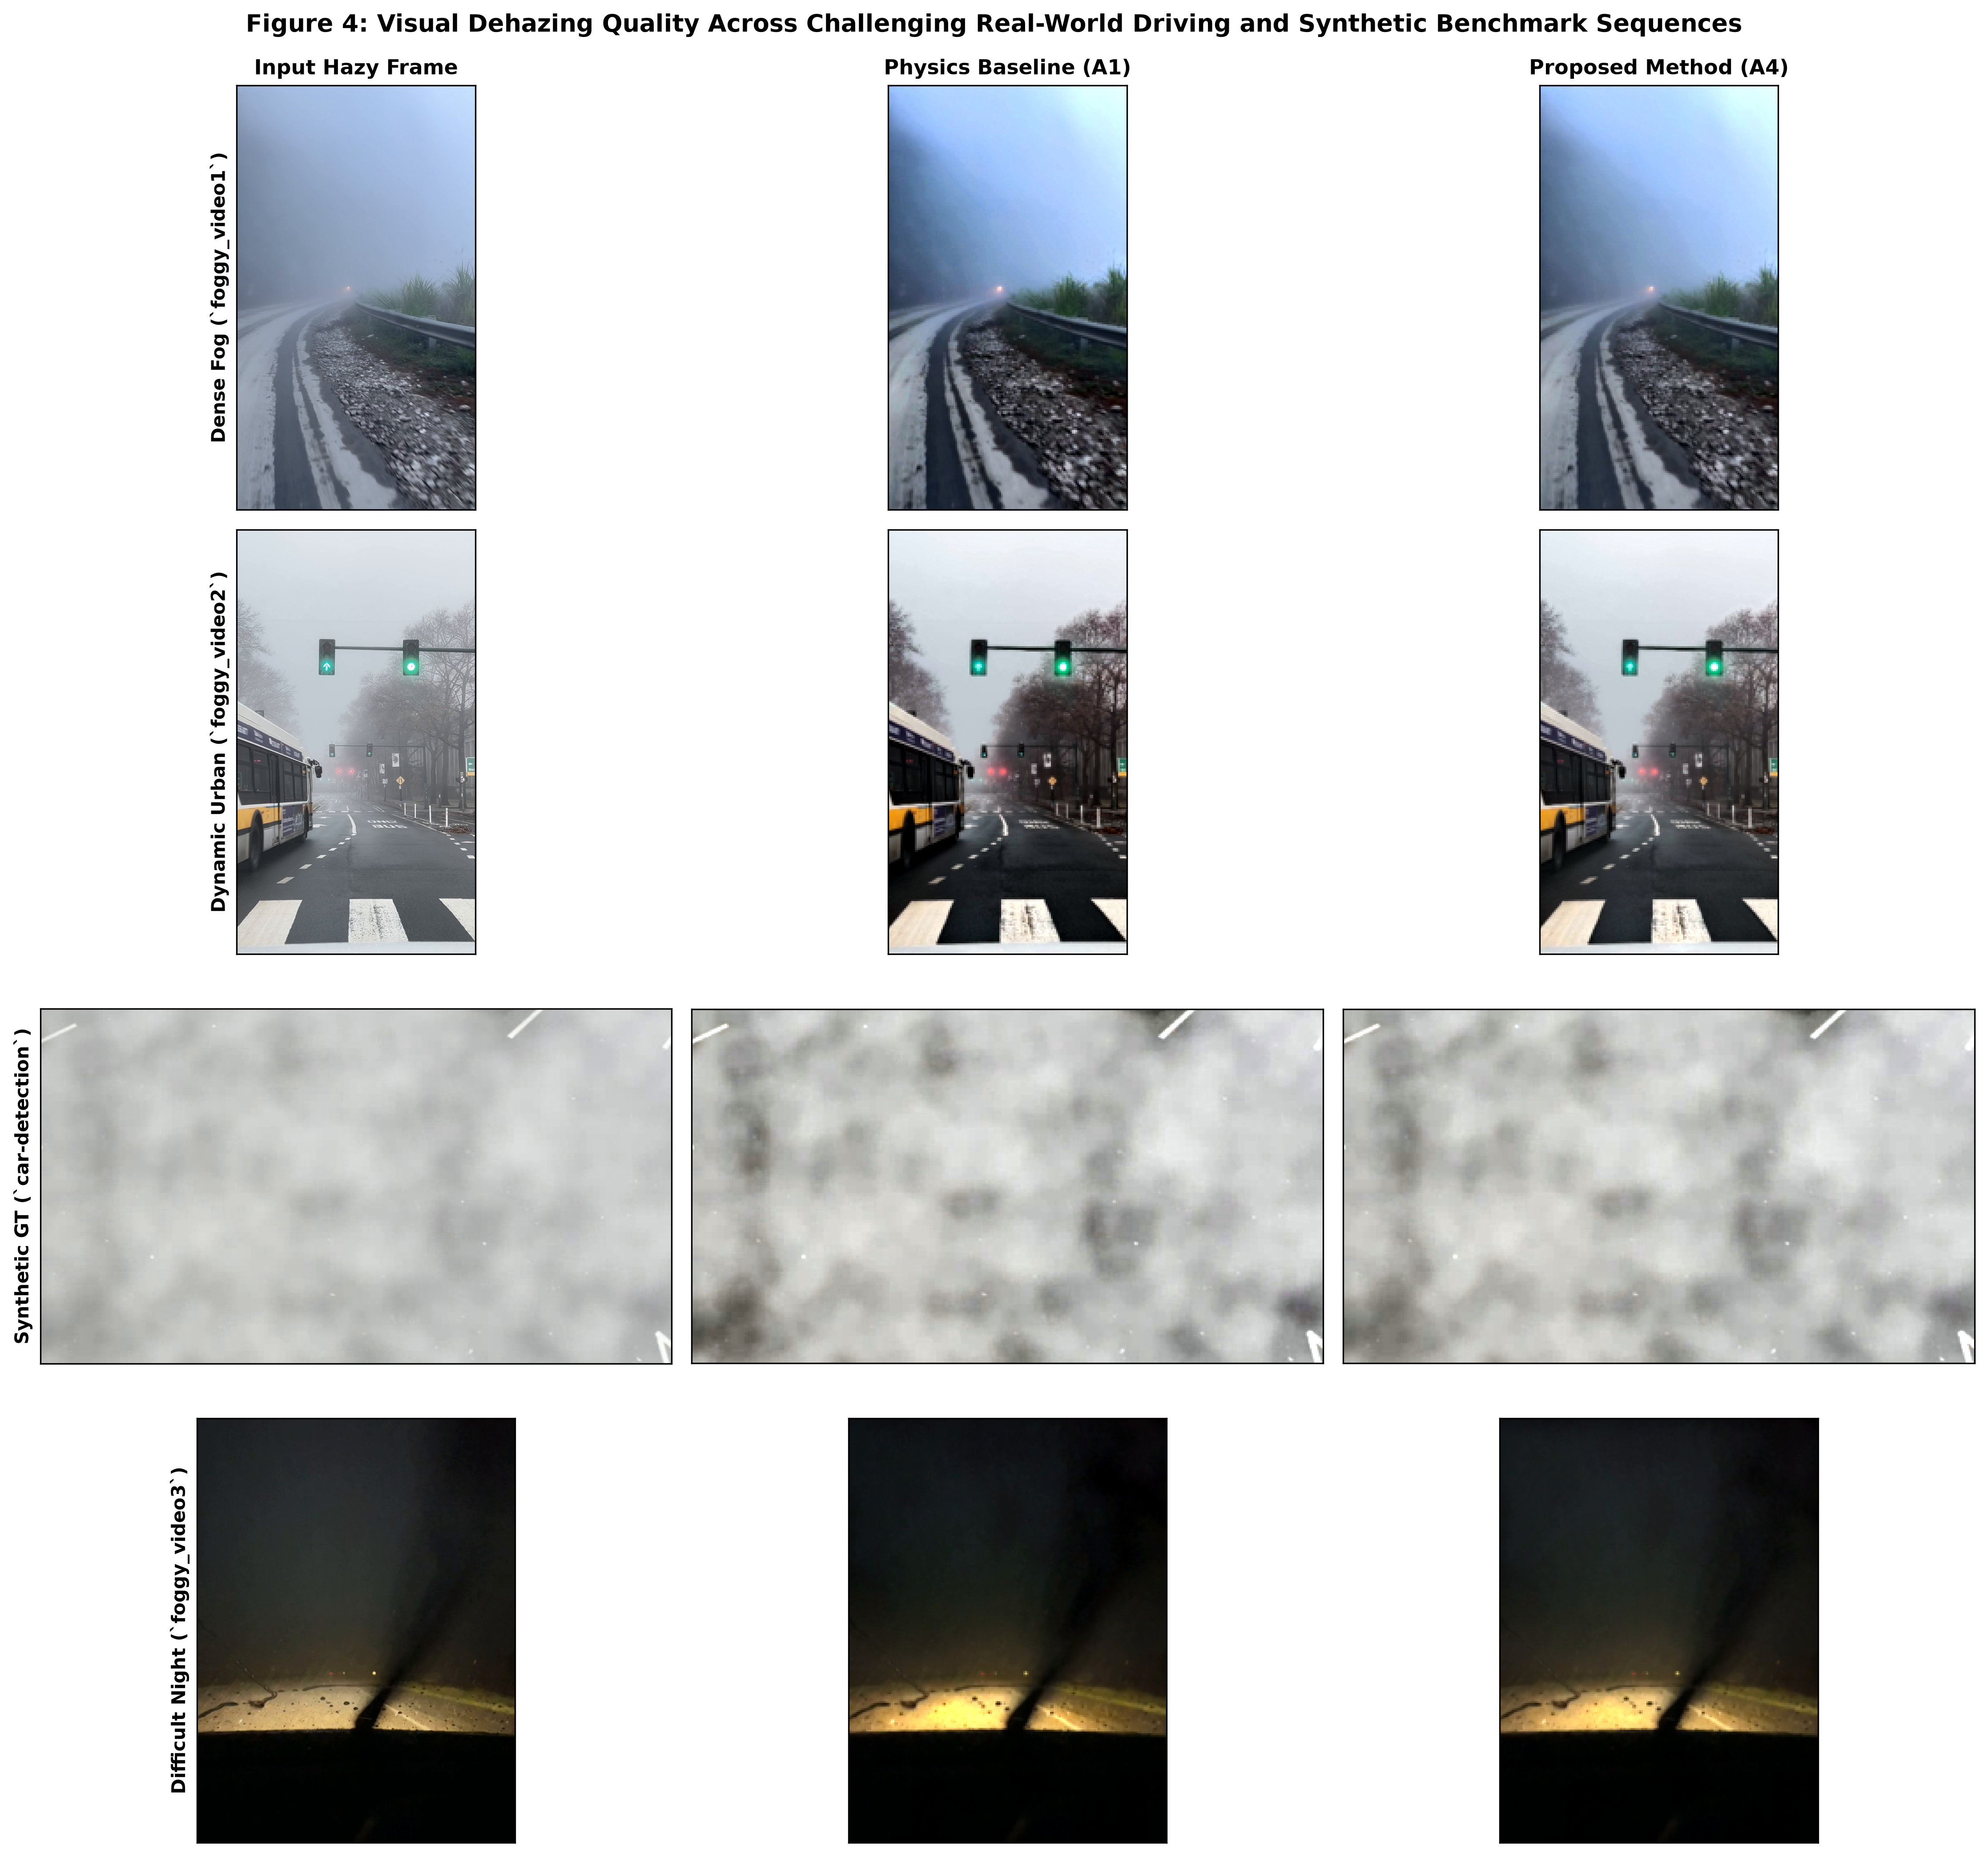 Figure 4: Visual Dehazing Quality Across Challenging Real-World Driving and Synthetic Benchmark Sequences
Input Hazy Frame
Physics Baseline (A1)
Proposed Method (A4)
Dense Fog (`foggy_video1`)
Dynamic Urban (`foggy_video2`)
BUS
Synthetic GT (`car-detection`)
Difficult Night (`foggy_video3`)